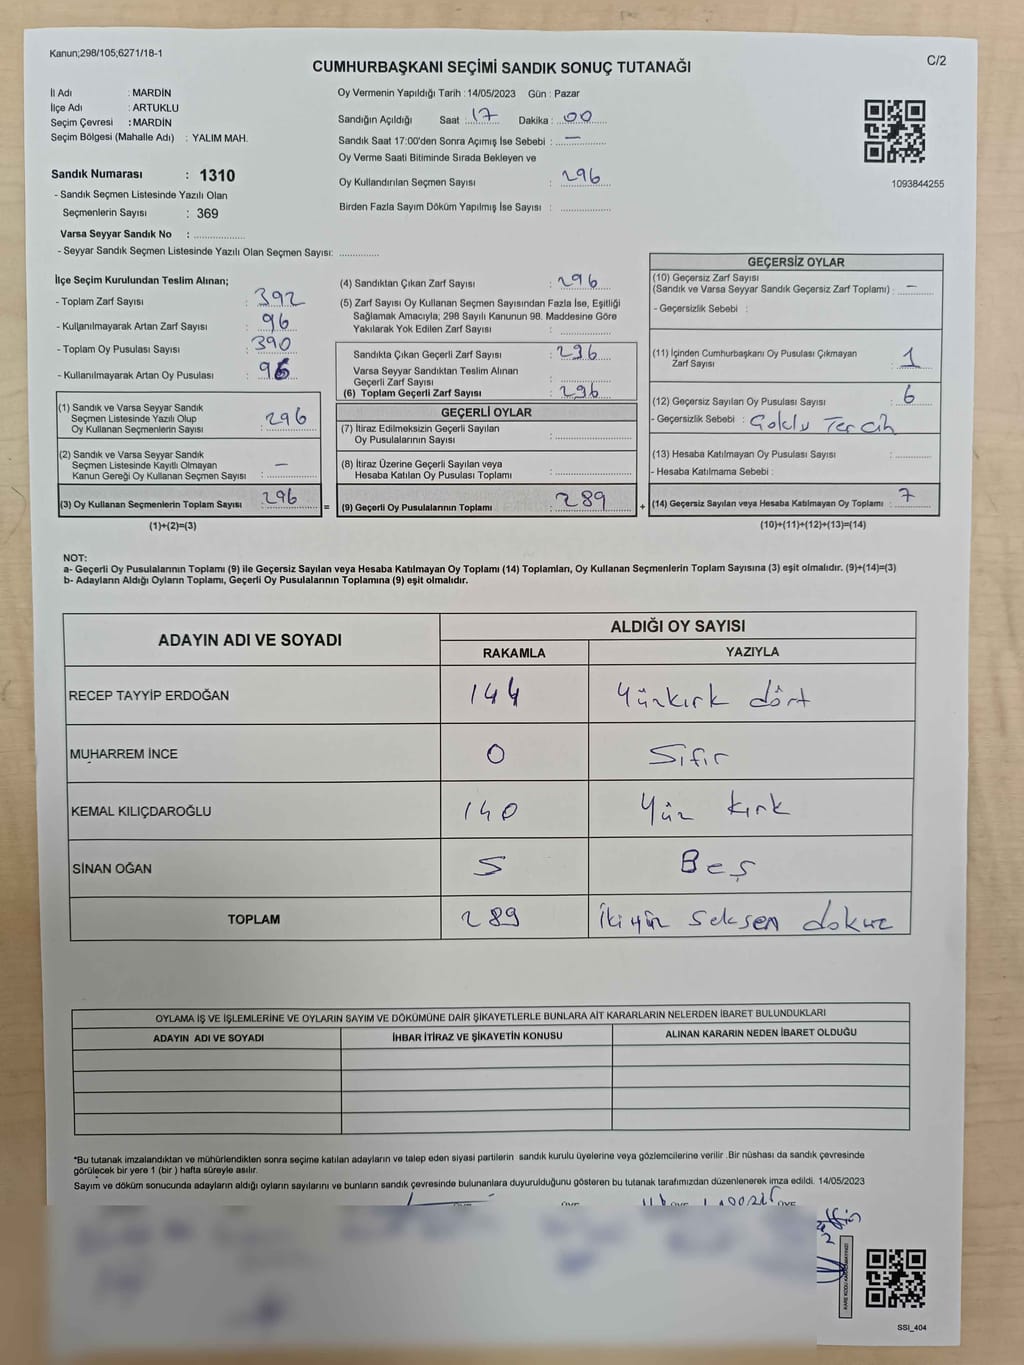 Kanun;298/105;6271/18-1
CUMHURBAŞKANI SEÇİMİ SANDIK SONUÇ TUTANAĞI
C/2
İl Adı : MARDİN
İlçe Adı : ARTUKLU
Seçim Çevresi : MARDİN
Seçim Bölgesi (Mahalle Adı) : YALIM MAH.
Sandık Numarası : 1310
- Sandık Seçmen Listesinde Yazılı Olan
Seçmenlerin Sayısı : 369
Varsa Seyyar Sandık No : ..................
- Seyyar Sandık Seçmen Listesinde Yazılı Olan Seçmen Sayısı: ..............
Oy Vermenin Yapıldığı Tarih : 14/05/2023 Gün : Pazar
Sandığın Açıldığı Saat : 17 Dakika : 00
Sandık Saat 17:00'den Sonra Açımış İse Sebebi : —
Oy Verme Saati Bitiminde Sırada Bekleyen ve
Oy Kullandırılan Seçmen Sayısı : 296
Birden Fazla Sayım Döküm Yapılmış İse Sayısı : ..................
1093844255
İlçe Seçim Kurulundan Teslim Alınan;
- Toplam Zarf Sayısı : 392
- Kullanılmayarak Artan Zarf Sayısı : 96
- Toplam Oy Pusulası Sayısı : 390
- Kullanılmayarak Artan Oy Pusulası : 96
(1) Sandık ve Varsa Seyyar Sandık
Seçmen Listesinde Yazılı Olup
Oy Kullanan Seçmenlerin Sayısı : 296
(2) Sandık ve Varsa Seyyar Sandık
Seçmen Listesinde Kayıtlı Olmayan
Kanun Gereği Oy Kullanan Seçmen Sayısı : —
(3) Oy Kullanan Seçmenlerin Toplam Sayısı : 296
(1)+(2)=(3)
=
(4) Sandıktan Çıkan Zarf Sayısı : 296
(5) Zarf Sayısı Oy Kullanan Seçmen Sayısından Fazla İse, Eşitliği
Sağlamak Amacıyla; 298 Sayılı Kanunun 98. Maddesine Göre
Yakılarak Yok Edilen Zarf Sayısı : ..................
Sandıkta Çıkan Geçerli Zarf Sayısı : 296
Varsa Seyyar Sandıktan Teslim Alınan
Geçerli Zarf Sayısı : ..................
(6) Toplam Geçerli Zarf Sayısı : 296
GEÇERLİ OYLAR
(7) İtiraz Edilmeksizin Geçerli Sayılan
Oy Pusulalarının Sayısı : ..................
(8) İtiraz Üzerine Geçerli Sayılan veya
Hesaba Katılan Oy Pusulası Toplamı : ..................
(9) Geçerli Oy Pusulalarının Toplamı : 289
+
GEÇERSİZ OYLAR
(10) Geçersiz Zarf Sayısı
(Sandık ve Varsa Seyyar Sandık Geçersiz Zarf Toplamı) : —
- Geçersizlik Sebebi :
(11) İçinden Cumhurbaşkanı Oy Pusulası Çıkmayan
Zarf Sayısı : 1
(12) Geçersiz Sayılan Oy Pusulası Sayısı : 6
- Geçersizlik Sebebi : Çoklu Tercih
(13) Hesaba Katılmayan Oy Pusulası Sayısı : ..........
- Hesaba Katılmama Sebebi :
(14) Geçersiz Sayılan veya Hesaba Katılmayan Oy Toplamı : 7
(10)+(11)+(12)+(13)=(14)
NOT:
a- Geçerli Oy Pusulalarının Toplamı (9) ile Geçersiz Sayılan veya Hesaba Katılmayan Oy Toplamı (14) Toplamları, Oy Kullanan Seçmenlerin Toplam Sayısına (3) eşit olmalıdır. (9)+(14)=(3)
b- Adayların Aldığı Oyların Toplamı, Geçerli Oy Pusulalarının Toplamına (9) eşit olmalıdır.
ADAYIN ADI VE SOYADI
ALDIĞI OY SAYISI
RAKAMLA YAZIYLA
RECEP TAYYİP ERDOĞAN 144 Yüzkırk dört
MUHARREM İNCE 0 Sıfır
KEMAL KILIÇDAROĞLU 140 Yüz kırk
SİNAN OĞAN 5 Beş
TOPLAM 289 İkiyüz seksen dokuz
OYLAMA İŞ VE İŞLEMLERİNE VE OYLARIN SAYIM VE DÖKÜMÜNE DAİR ŞİKAYETLERLE BUNLARA AİT KARARLARIN NELERDEN İBARET BULUNDUKLARI
ADAYIN ADI VE SOYADI İHBAR İTİRAZ VE ŞİKAYETİN KONUSU ALINAN KARARIN NEDEN İBARET OLDUĞU
*Bu tutanak imzalandıktan ve mühürlendikten sonra seçime katılan adayların ve talep eden siyasi partilerin sandık kurulu üyelerine veya gözlemcilerine verilir .Bir nüshası da sandık çevresinde
görülecek bir yere 1 (bir ) hafta süreyle asılır.
Sayım ve döküm sonucunda adayların aldığı oyların sayılarını ve bunların sandık çevresinde bulunanlara duyurulduğunu gösteren bu tutanak tarafımızdan düzenlenerek imza edildi. 14/05/2023
SSI_404